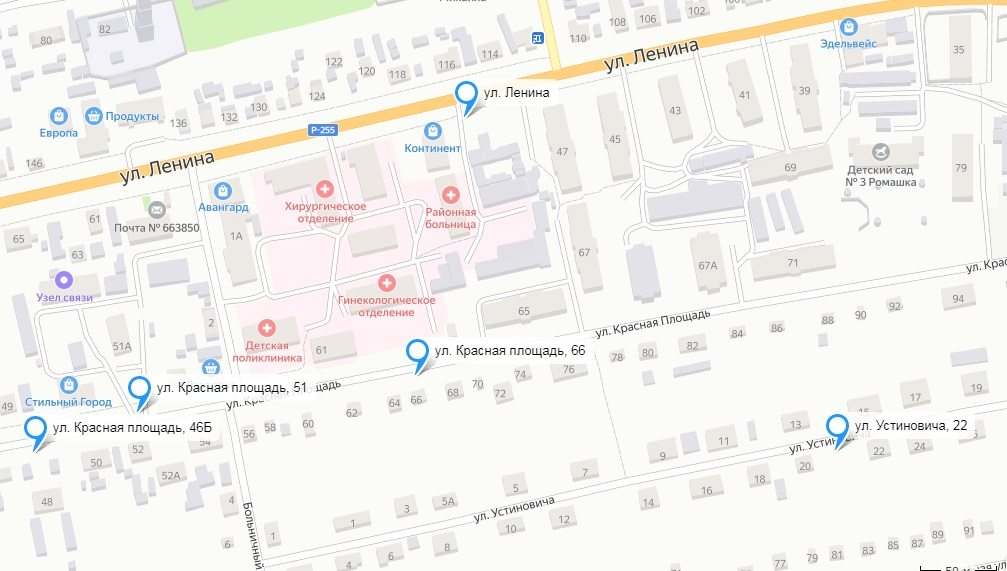 82
80
102
108
106
Эдельвейс
35
ул. Ленина
122
120
118
116
114
124
130
132
136
146
Европа
Продукты
Р-255
ул. Ленина
Континент
47
45
43
41
39
69
Детский сад
№ 3 Ромашка
79
ул. Ленина
Авангард
Хирургическое
отделение
Районная
больница
61
65
63
Почта № 663850
1А
67
67А
71
Узел связи
Гинекологическое
отделение
65
2
51А
Детская
поликлиника
61
ул. Красная Площадь
94
92
90
88
86
84
82
80
78
76
74
72
70
68
66
64
62
60
58
56
ул. Красная площадь, 66
ул. Красная площадь, 51
Стильный Город
49
ул. Красная площадь, 46Б
54
52
50
52А
48
4
6
Больничный
ул. Устиновича, 22
19
17
15
13
9
7
5
5А
3
1
1
ул. Устиновича
ул. Устиновича
24
22
20
18
16
14
12
10
8
6
4
2
91
89
87
85
83
81
79
77